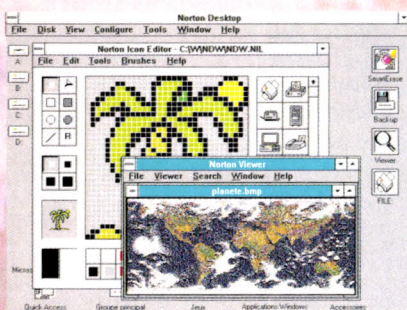 Norton Desktop
File Disk View Configure Tools Window Help
Norton Icon Editor - C:\W\NDW\NDW.NIL
File Edit Tools Brushes Help
A:
B:
C:
D:
R
SmartErase
Backup
Viewer
FILE:
Norton Viewer
File Viewer Search Window Help
planete.bmp
Micros
Quick Access
Groupe principal
Jeux
Applications Windows
Accessoires